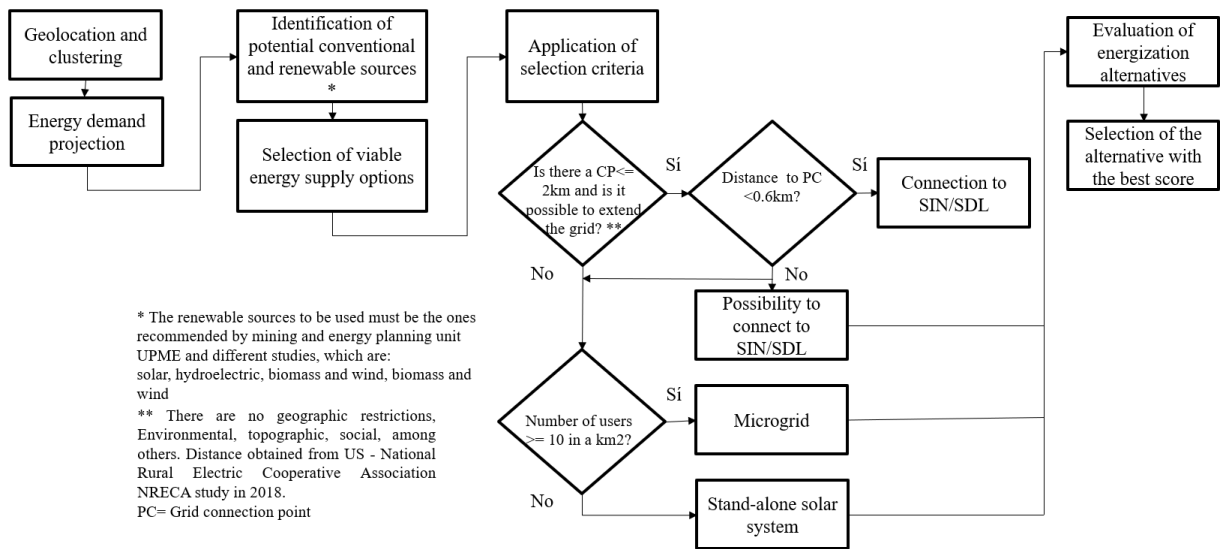 Geolocation and
clustering
Energy demand
projection
Identification of
potential conventional
and renewable sources
*
Selection of viable
energy supply options
Application of
selection criteria
Is there a CP<=
2km and is it
possible to extend
the grid? **
Sí
Distance to PC
<0.6km?
Sí
Connection to
SIN/SDL
Evaluation of
energization
alternatives
Selection of the
alternative with
the best score
No
No
Possibility to
connect to
SIN/SDL
Number of users
>= 10 in a km2?
Sí
Microgrid
No
Stand-alone solar
system
* The renewable sources to be used must be the ones
recommended by mining and energy planning unit
UPME and different studies, which are:
solar, hydroelectric, biomass and wind, biomass and
wind
** There are no geographic restrictions,
Environmental, topographic, social, among
others. Distance obtained from US - National
Rural Electric Cooperative Association
NRECA study in 2018.
PC= Grid connection point